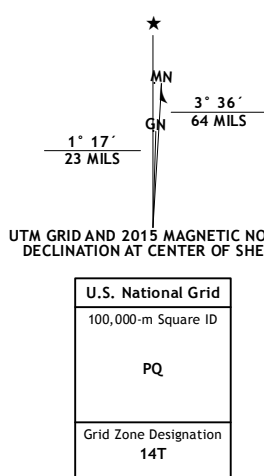 ★
MN
3° 36´
64 MILS
GN
1° 17´
23 MILS
UTM GRID AND 2015 MAGNETIC NO
DECLINATION AT CENTER OF SHE
U.S. National Grid
100,000-m Square ID
PQ
Grid Zone Designation
14T